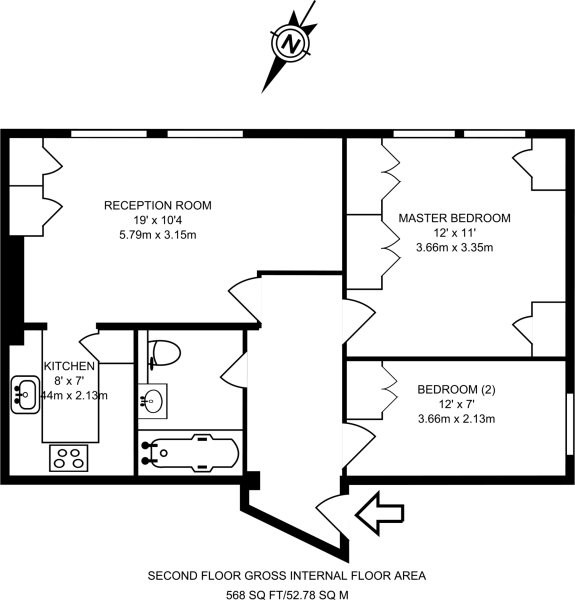 N
RECEPTION ROOM
19' x 10'4
5.79m x 3.15m
MASTER BEDROOM
12' x 11'
3.66m x 3.35m
KITCHEN
8' x 7'
44m x 2.13m
BEDROOM (2)
12' x 7'
3.66m x 2.13m
SECOND FLOOR GROSS INTERNAL FLOOR AREA
568 SQ FT/52.78 SQ M